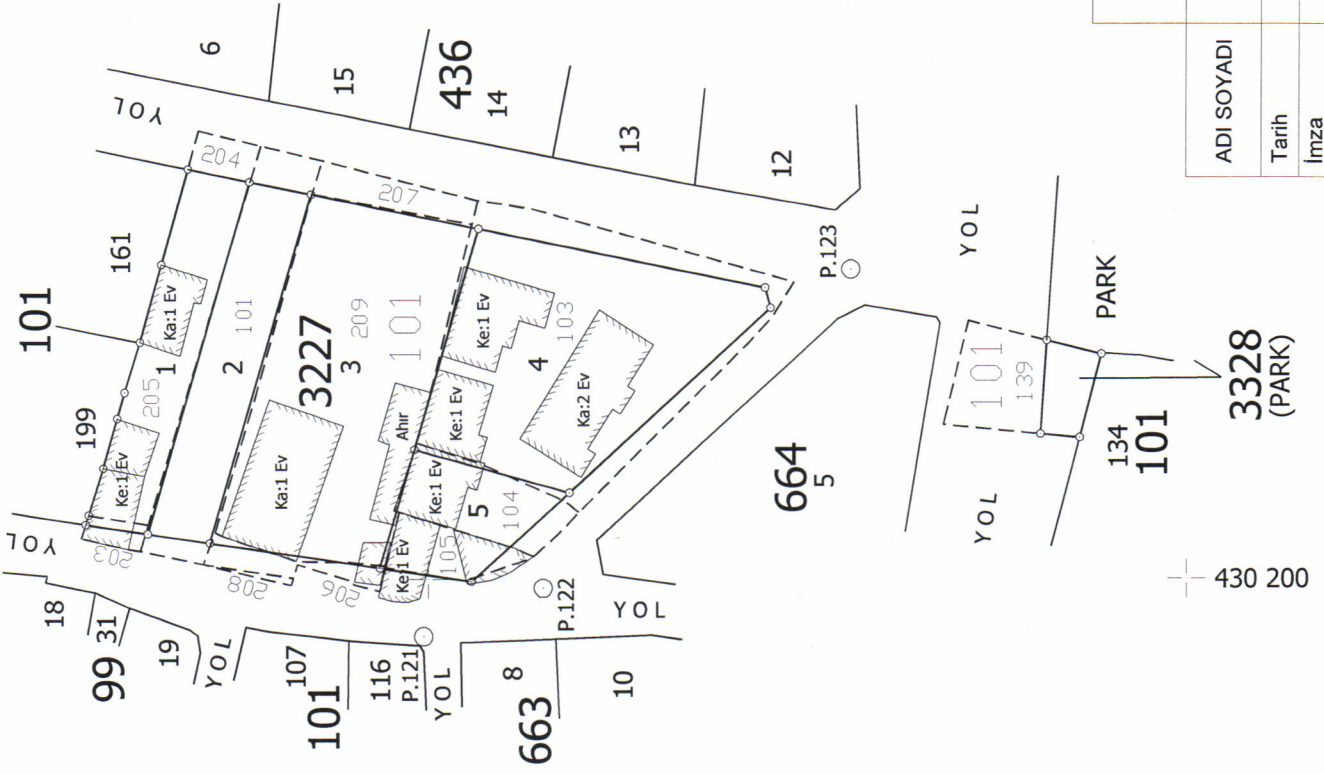 6
15
436
14
13
12
YOL
204
207
161
101
Ka:1 Ev
1
205
199
Ke:1 Ev
YOL
203
2
101
3227
3
209
101
Ka:1 Ev
Ahır
Ke:1 Ev
103
4
Ke:1 Ev
Ka:2 Ev
Ke:1 Ev
5
104
Ke:1 Ev
105
208
206
18
31
99
19
YOL
107
101
116
P.121
YOL
8
663
10
P.122
YOL
664
5
P.123
YOL
YOL
101
139
PARK
134
101
3328
(PARK)
430 200
ADI SOYADI
Tarih
İmza